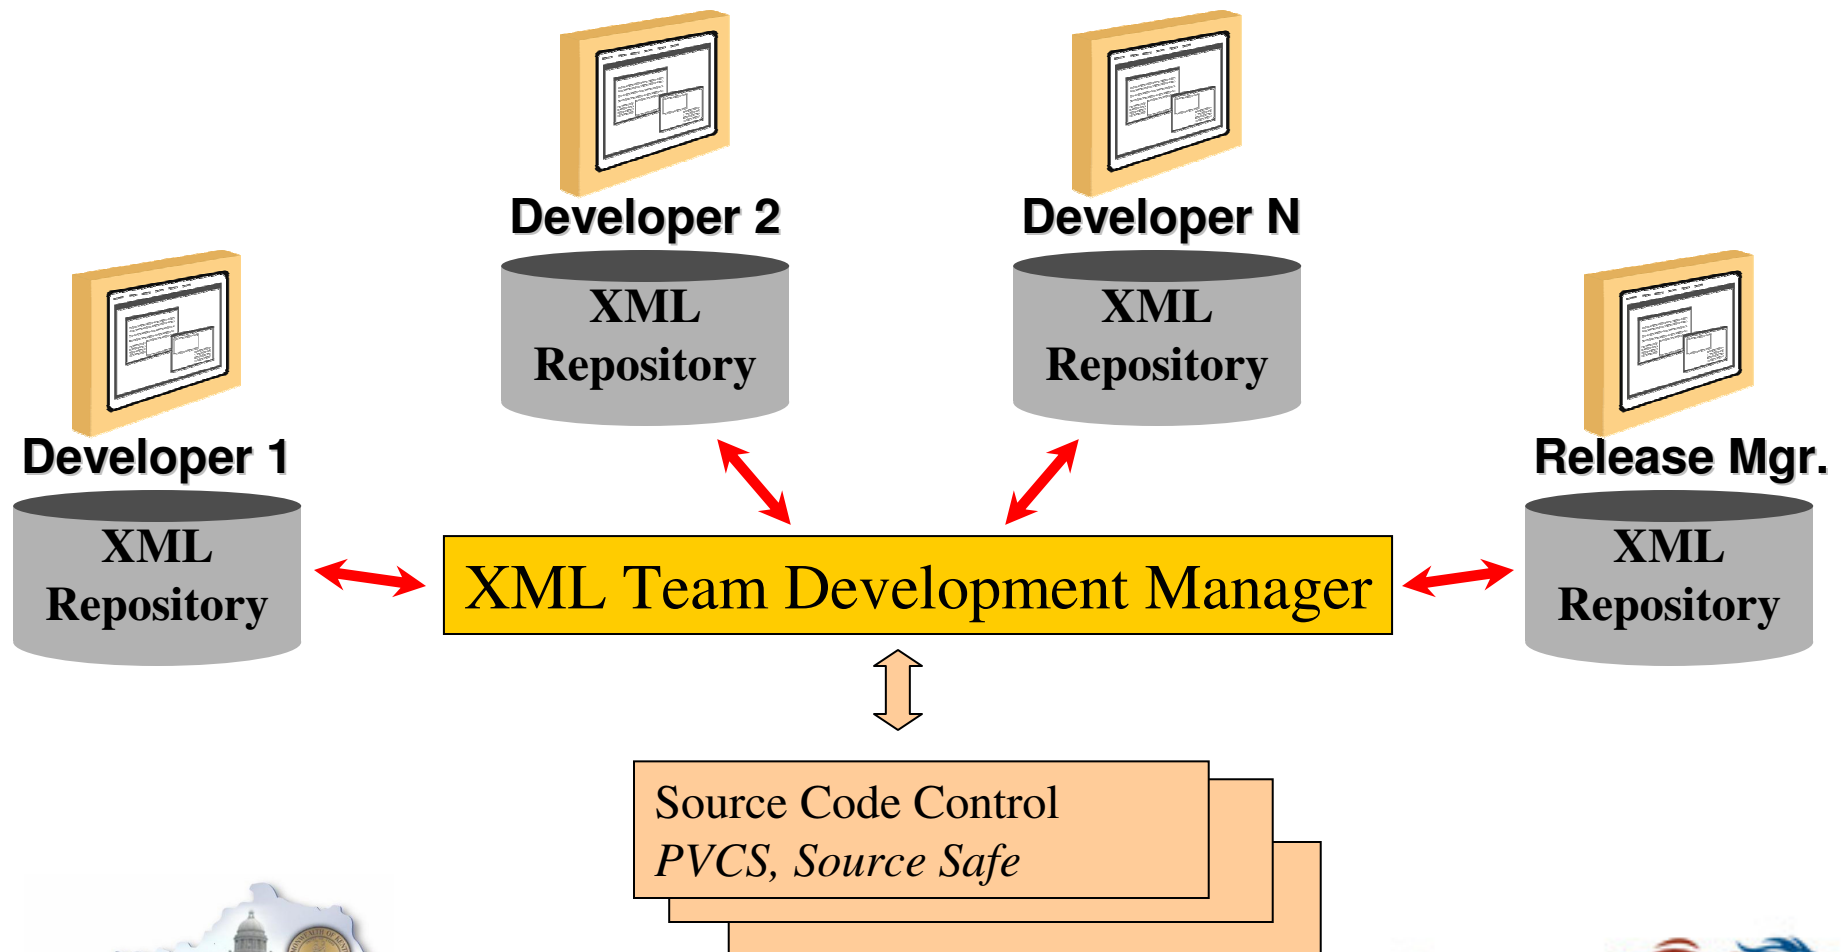 Developer 2
Developer N
XML
Repository
XML
Repository
Developer 1
Release Mgr.
XML
Repository
XML
Repository
XML Team Development Manager
Source Code Control
PVCS, Source Safe